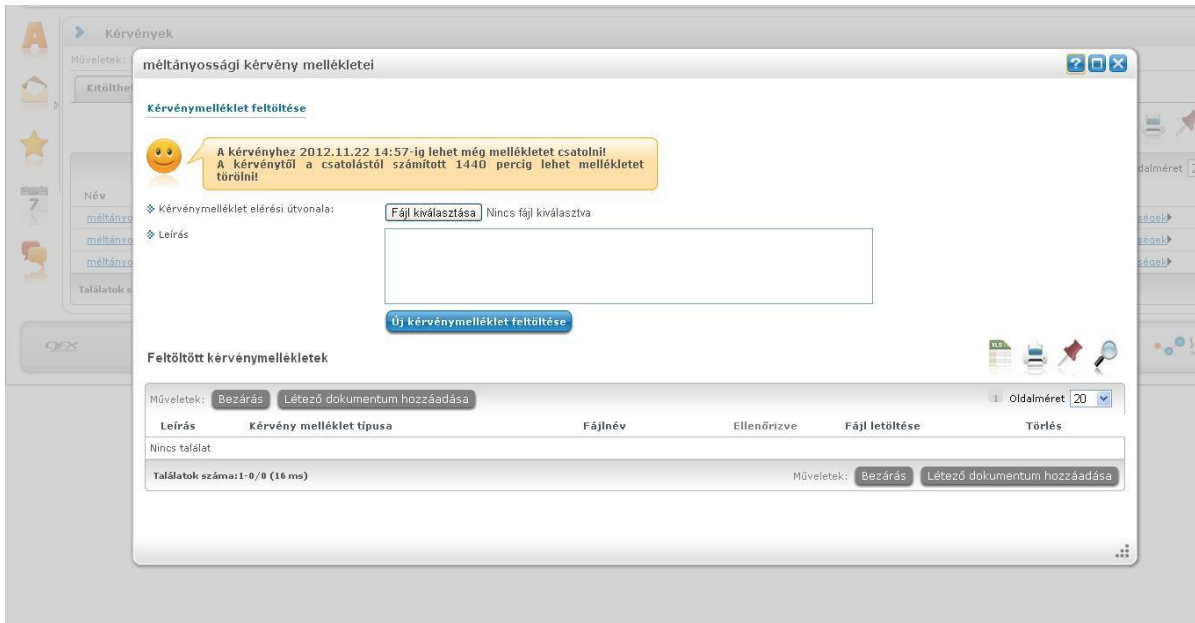 Kérvények
Műveletek:
méltányossági kérvény mellékletei
Kérvénymelléklet feltöltése
A kérvényhez 2012.11.22 14:57-ig lehet még mellékletet csatolni!
A kérvénytől a csatolástól számított 1440 percig lehet mellékletet
törölni!
Név
7
Kérvénymelléklet elérési útvonala:
Fájl kiválasztása Nincs fájl kiválasztva
Leírás
Új kérvénymelléklet feltöltése
Feltöltött kérvénymellékletek
XLS
Műveletek: Bezárás Létező dokumentum hozzáadása
1 Oldalméret 20
Leírás Kérvény melléklet típusa Fájlnév Ellenőrizve Fájl letöltése Törlés
Nincs találat
Találatok száma:1-0/0 (16 ms)
Műveletek: Bezárás Létező dokumentum hozzáadása